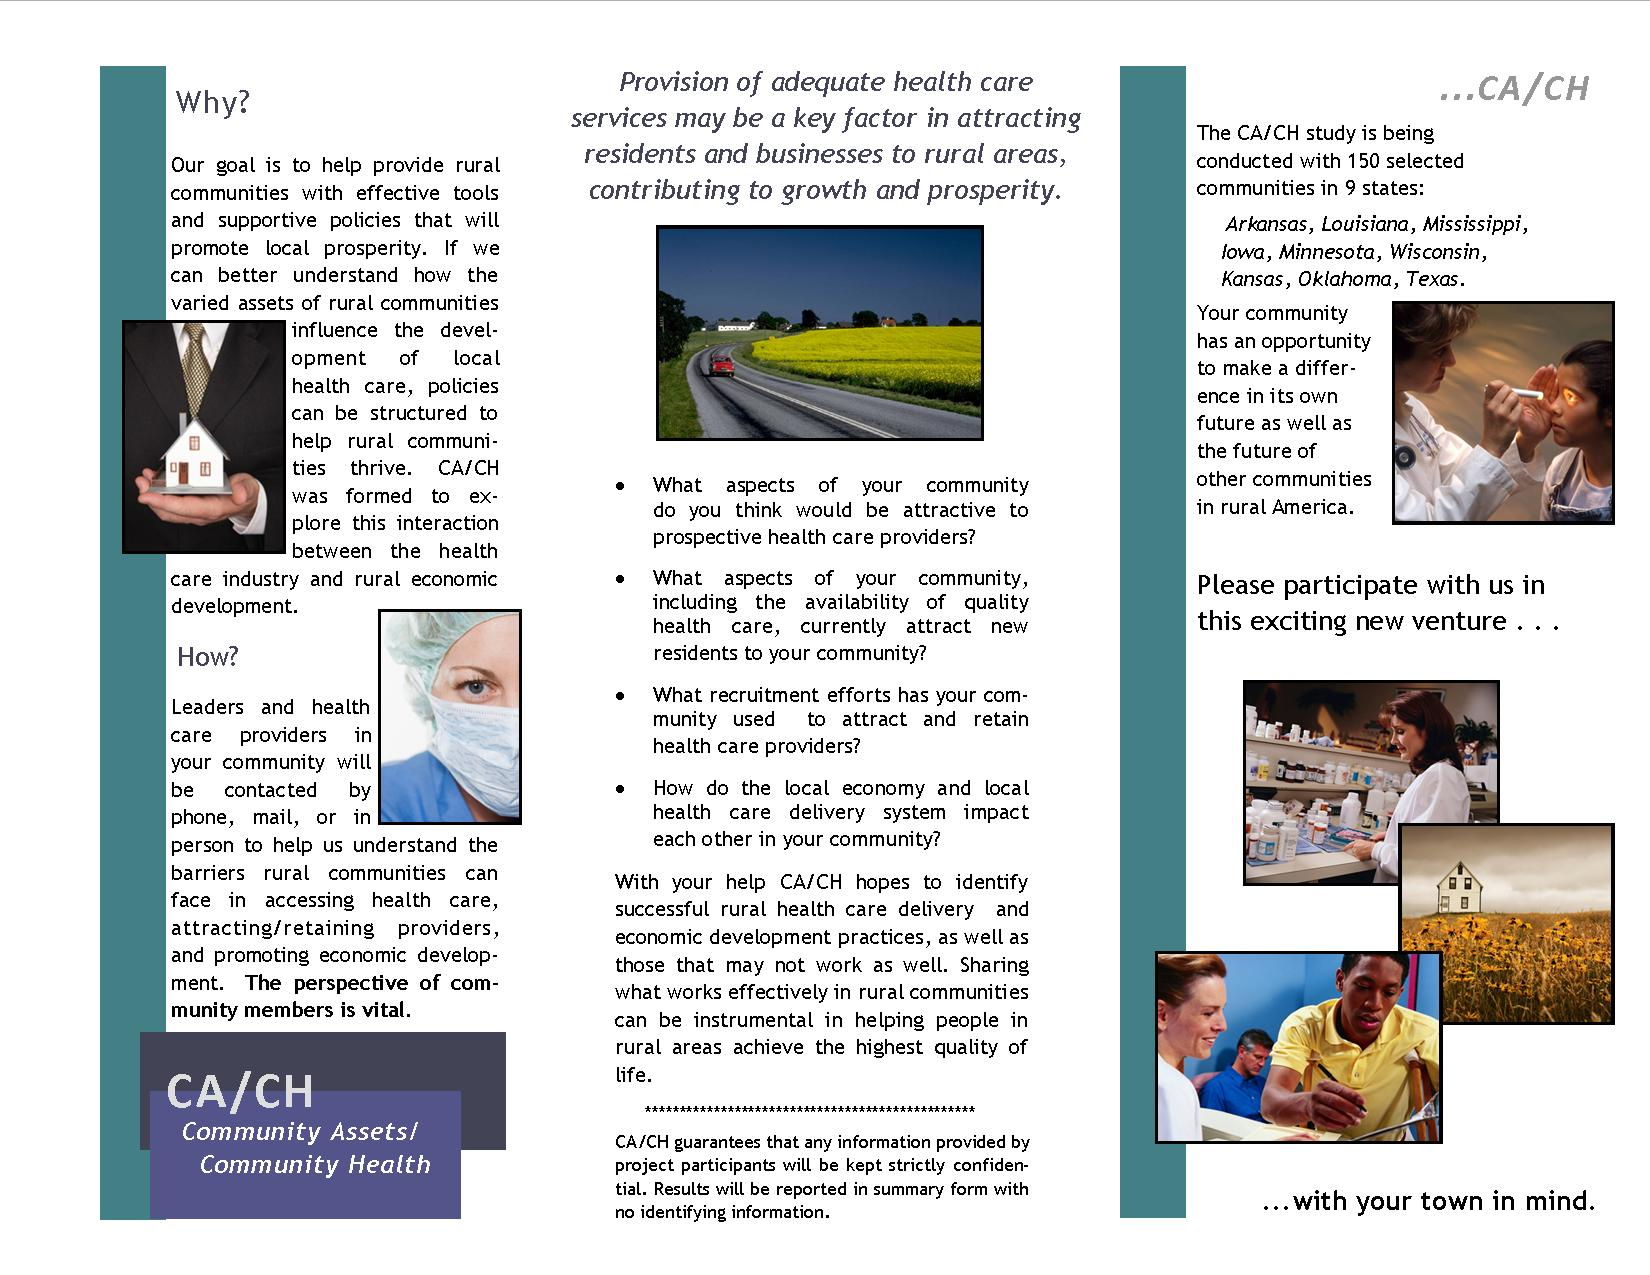 Why?
Our goal is to help provide rural
communities with effective tools
and supportive policies that will
promote local prosperity. If we
can better understand how the
varied assets of rural communities
influence the devel-
opment of local
health care, policies
can be structured to
help rural communi-
ties thrive. CA/CH
was formed to ex-
plore this interaction
between the health
care industry and rural economic
development.
How?
Leaders and health
care providers in
your community will
be contacted by
phone, mail, or in
person to help us understand the
barriers rural communities can
face in accessing health care,
attracting/retaining providers,
and promoting economic develop-
ment. The perspective of com-
munity members is vital.
CA/CH
Community Assets/
Community Health
Provision of adequate health care
services may be a key factor in attracting
residents and businesses to rural areas,
contributing to growth and prosperity.
• What aspects of your community
do you think would be attractive to
prospective health care providers?
• What aspects of your community,
including the availability of quality
health care, currently attract new
residents to your community?
• What recruitment efforts has your com-
munity used to attract and retain
health care providers?
• How do the local economy and local
health care delivery system impact
each other in your community?
With your help CA/CH hopes to identify
successful rural health care delivery and
economic development practices, as well as
those that may not work as well. Sharing
what works effectively in rural communities
can be instrumental in helping people in
rural areas achieve the highest quality of
life.
************************************************
CA/CH guarantees that any information provided by
project participants will be kept strictly confiden-
tial. Results will be reported in summary form with
no identifying information.
...CA/CH
The CA/CH study is being
conducted with 150 selected
communities in 9 states:
Arkansas, Louisiana, Mississippi,
Iowa, Minnesota, Wisconsin,
Kansas, Oklahoma, Texas.
Your community
has an opportunity
to make a differ-
ence in its own
future as well as
the future of
other communities
in rural America.
Please participate with us in
this exciting new venture . . .
...with your town in mind.